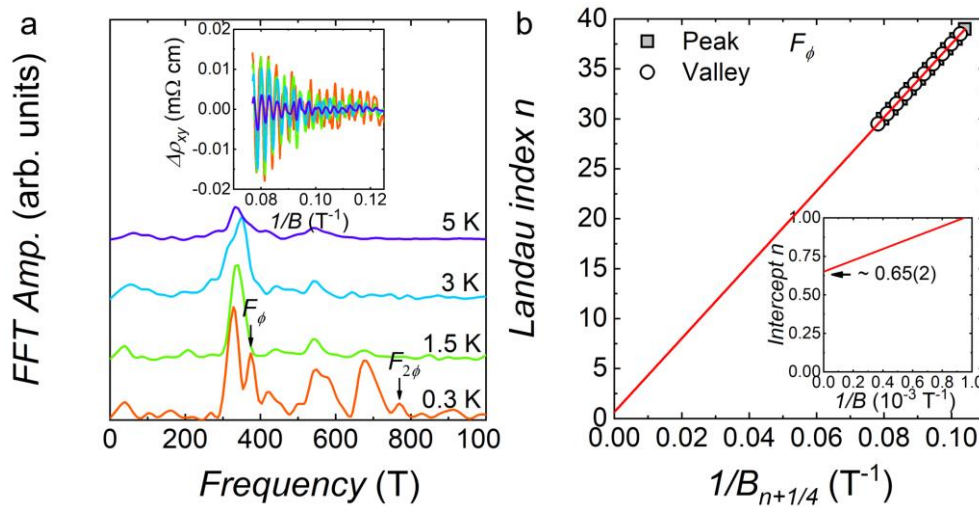 a
FFT Amp. (arb. units)
Δρxy (mΩ cm)
0.02
0.01
0.00
-0.01
-0.02
0.08 0.10 0.12
1/B (T-1)
5 K
3 K
1.5 K
0.3 K
Fϕ
F2ϕ
0 200 400 600 800 1000
Frequency (T)
b
Landau index n
40
35
30
25
20
15
10
5
0
Peak Fϕ
Valley
Intercept n
1.00
0.75
0.50
0.25
0.00
~ 0.65(2)
0.0 0.2 0.4 0.6 0.8 1.0
1/B (10-3 T-1)
0.00 0.02 0.04 0.06 0.08 0.10
1/Bn+1/4 (T-1)